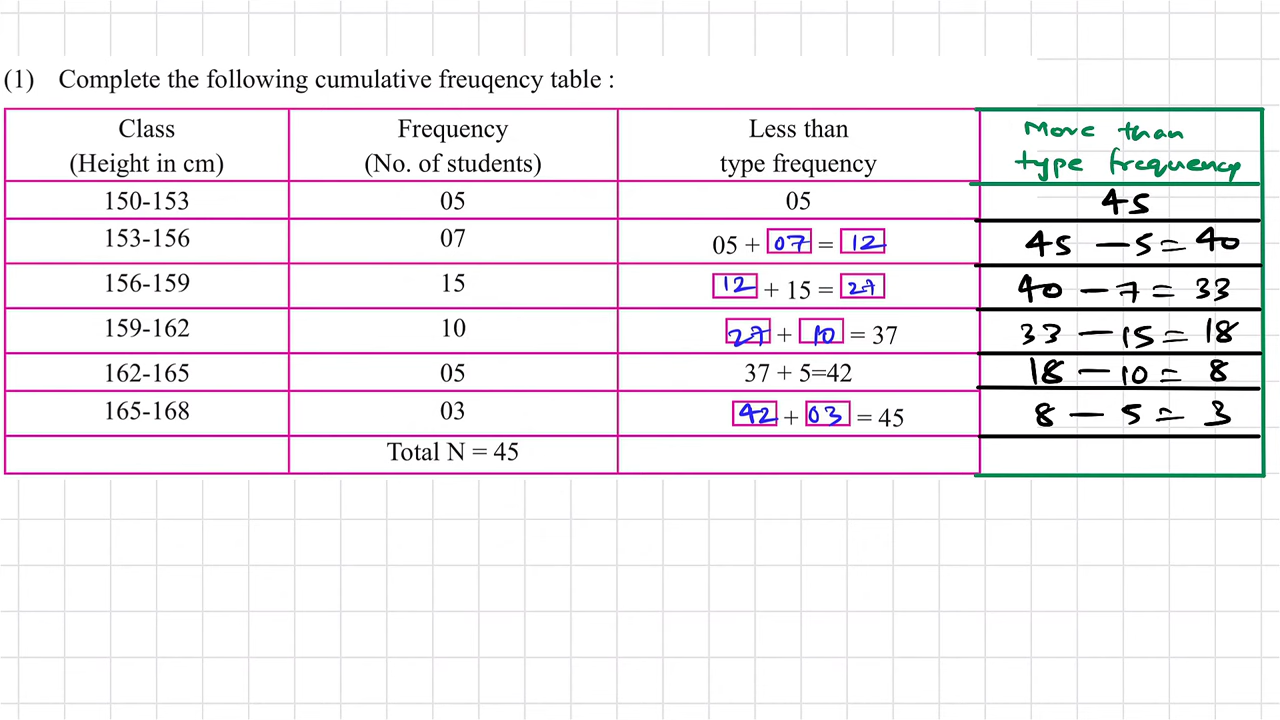 (1) Complete the following cumulative freuqency table :
Class (Height in cm) Frequency (No. of students) Less than type frequency More than type frequency
150-153 05 05 45
153-156 07 05 + 07 = 12 45 — 5 = 40
156-159 15 12 + 15 = 27 40 — 7 = 33
159-162 10 27 + 10 = 37 33 — 15 = 18
162-165 05 37 + 5=42 18 — 10 = 8
165-168 03 42 + 03 = 45 8 — 5 = 3
Total N = 45